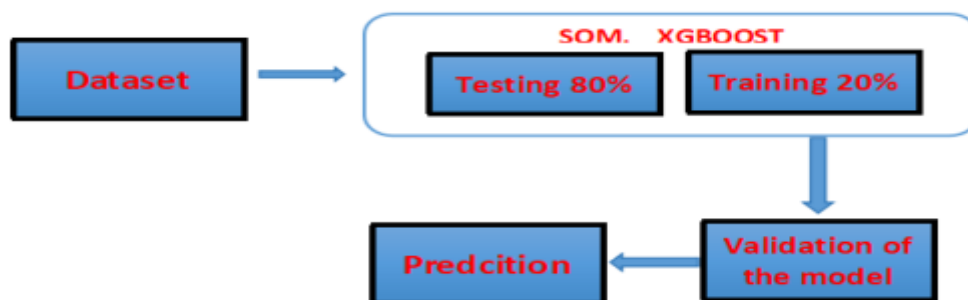 SOM. XGBOOST
Dataset
Testing 80%
Training 20%
Validation of
the model
Predcition